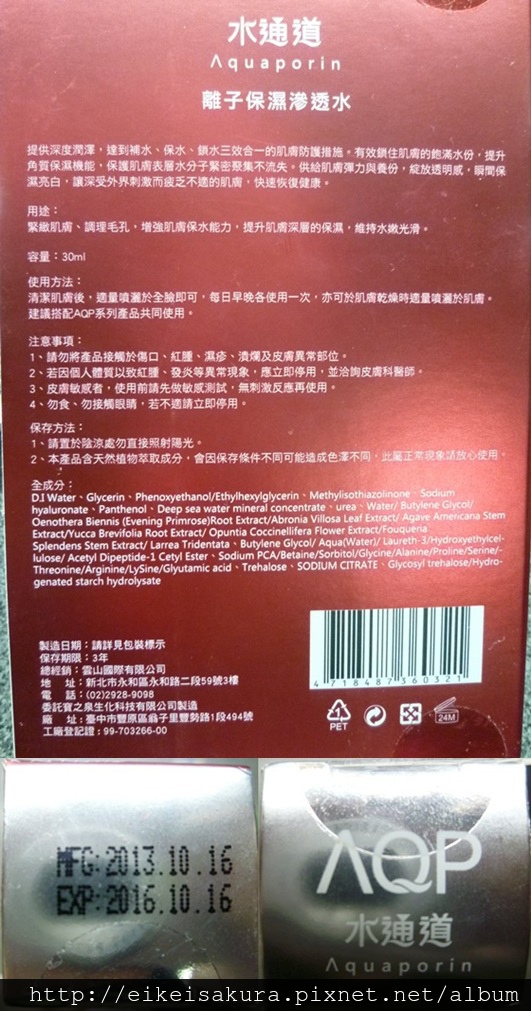 水通道
Aquaporin
離子保濕滲透水
提供深度潤澤，達到補水、保水、鎖水三效合一的肌膚防護措施。有效鎖住肌膚的飽滿水份，提升
角質保濕機能，保護肌膚表層水分子緊密聚集不流失。供給肌膚彈力與養份，綻放透明感，瞬間保
濕亮白，讓深受外界刺激而疲乏不適的肌膚，快速恢復健康。
用途：
緊緻肌膚、調理毛孔，增強肌膚保水能力，提升肌膚深層的保濕，維持水嫩光滑。
容量：30ml
使用方法：
清潔肌膚後，適量噴灑於全臉即可，每日早晚各使用一次，亦可於肌膚乾燥時適量噴灑於肌膚。
建議搭配AQP系列產品共同使用。
注意事項：
1、請勿將產品接觸於傷口、紅腫、濕疹、潰爛及皮膚異常部位。
2、若因個人體質以致紅腫、發炎等異常現象，應立即停用，並洽詢皮膚科醫師。
3、皮膚敏感者，使用前請先做敏感測試，無刺激反應再使用。
4、勿食、勿接觸眼睛，若不適請立即停用。
保存方法：
1、請置於陰涼處勿直接照射陽光。
2、本產品含天然植物萃取成分，會因保存條件不同可能造成色澤不同，此屬正常現象請放心使用。
全成分：
D.I Water、Glycerin、Phenoxyethanol/Ethylhexylglycerin、Methylisothiazolinone、Sodium
hyaluronate、Panthenol、Deep sea water mineral concentrate、urea、Water/ Butylene Glycol/
Oenothera Biennis (Evening Primrose)Root Extract/Abronia Villosa Leaf Extract/ Agave Americana Stem
Extract/Yucca Brevifolia Root Extract/ Opuntia Coccinellifera Flower Extract/Fouqueria
Splendens Stem Extract/ Larrea Tridentata、Butylene Glycol/ Aqua(Water)/ Laureth-3/Hydroxyethylcel-
lulose/ Acetyl Dipeptide-1 Cetyl Ester、Sodium PCA/Betaine/Sorbitol/Glycine/Alanine/Proline/Serine/-
Threonine/Arginine/LySine/Glyutamic acid、Trehalose、SODIUM CITRATE、Glycosyl trehalose/Hydro-
genated starch hydrolysate
製造日期：請詳見包裝標示
保存期限：3年
總經銷：雲山國際有限公司
地　址：新北市永和區永和路二段59號3樓
電　話：(02)2928-9098
委託寶之泉生化科技有限公司製造
廠　址：臺中市豐原區翁子里豐勢路1段494號
工廠登記證：99-703266-00
4 718487 360321
1
PET
24M
MFG:2013.10.16
EXP:2016.10.16
AQP
水通道
Aquaporin
http://eikeisakura.pixnet.net/album